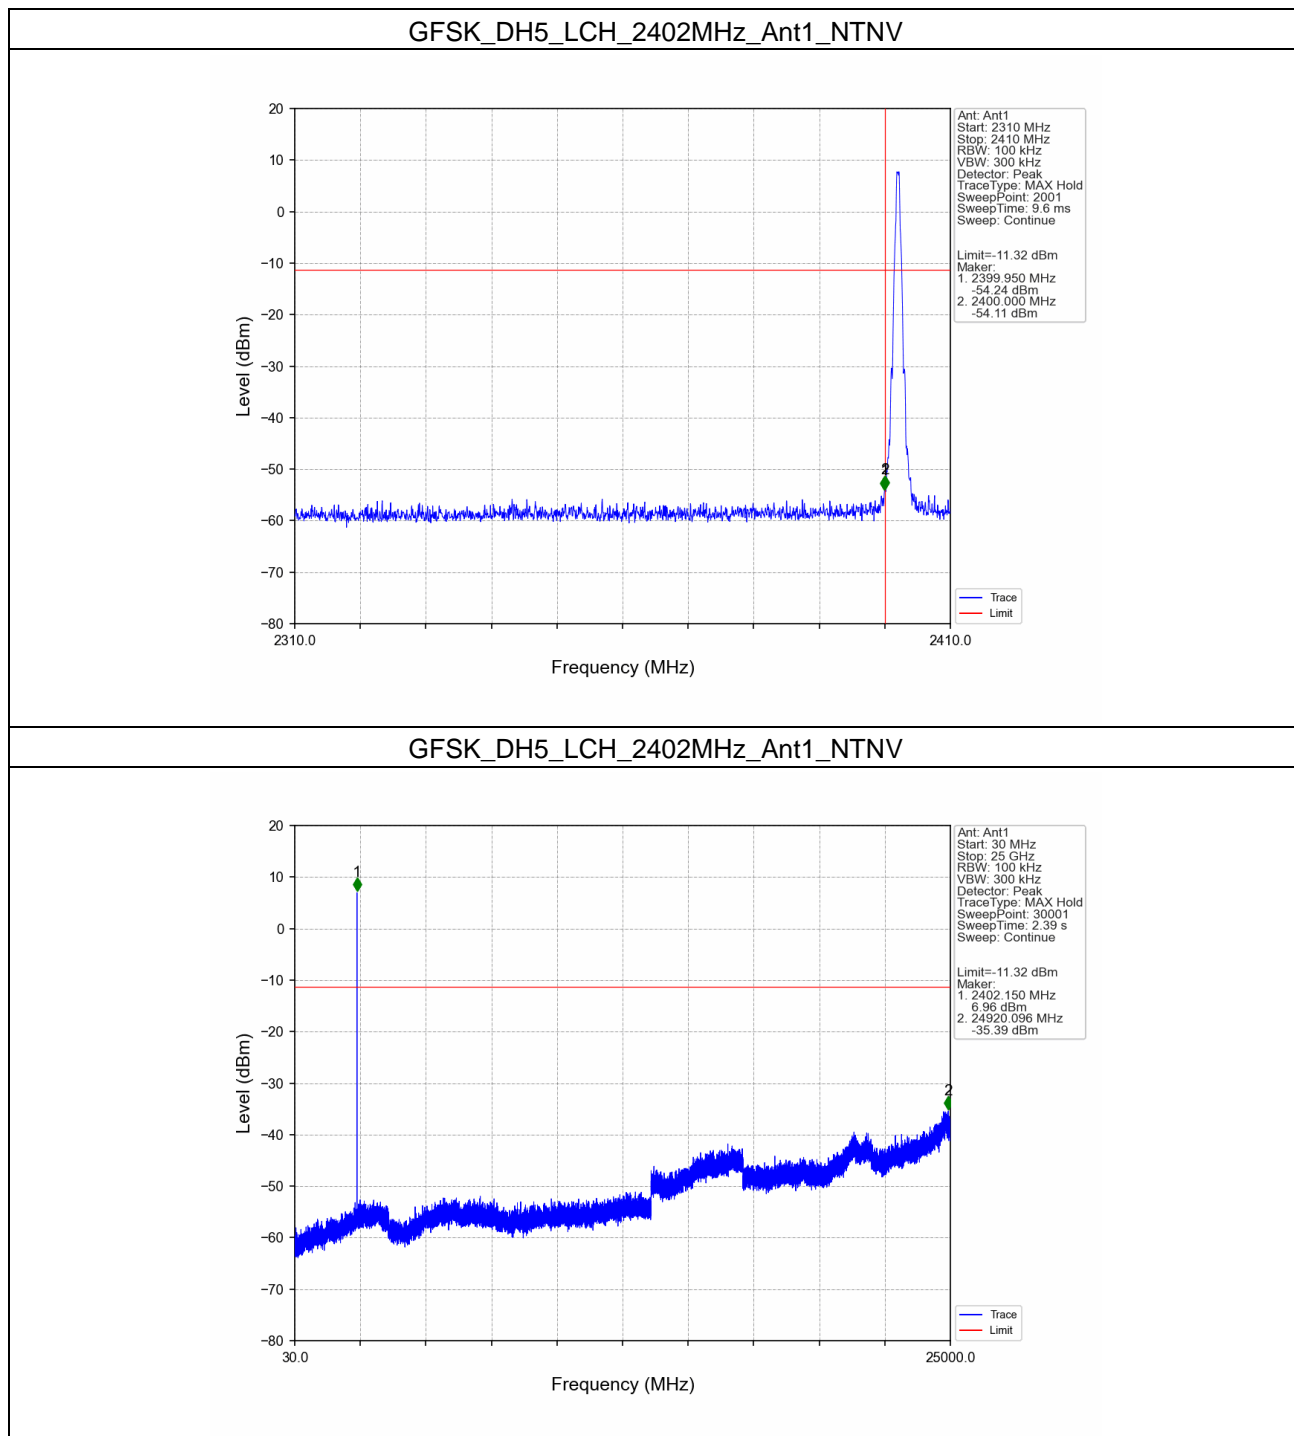 GFSK_DH5_LCH_2402MHz_Ant1_NTNV
20
10
0
−10
−20
−30
−40
−50
−60
−70
−80
Level (dBm)
2
2310.0
2410.0
Frequency (MHz)
Ant: Ant1
Start: 2310 MHz
Stop: 2410 MHz
RBW: 100 kHz
VBW: 300 kHz
Detector: Peak
TraceType: MAX Hold
SweepPoint: 2001
SweepTime: 9.6 ms
Sweep: Continue
Limit=-11.32 dBm
Maker:
1. 2399.950 MHz
-54.24 dBm
2. 2400.000 MHz
-54.11 dBm
Trace
Limit
GFSK_DH5_LCH_2402MHz_Ant1_NTNV
20
10
0
−10
−20
−30
−40
−50
−60
−70
−80
Level (dBm)
1
2
30.0
25000.0
Frequency (MHz)
Ant: Ant1
Start: 30 MHz
Stop: 25 GHz
RBW: 100 kHz
VBW: 300 kHz
Detector: Peak
TraceType: MAX Hold
SweepPoint: 30001
SweepTime: 2.39 s
Sweep: Continue
Limit=-11.32 dBm
Maker:
1. 2402.150 MHz
6.96 dBm
2. 24920.096 MHz
-35.39 dBm
Trace
Limit